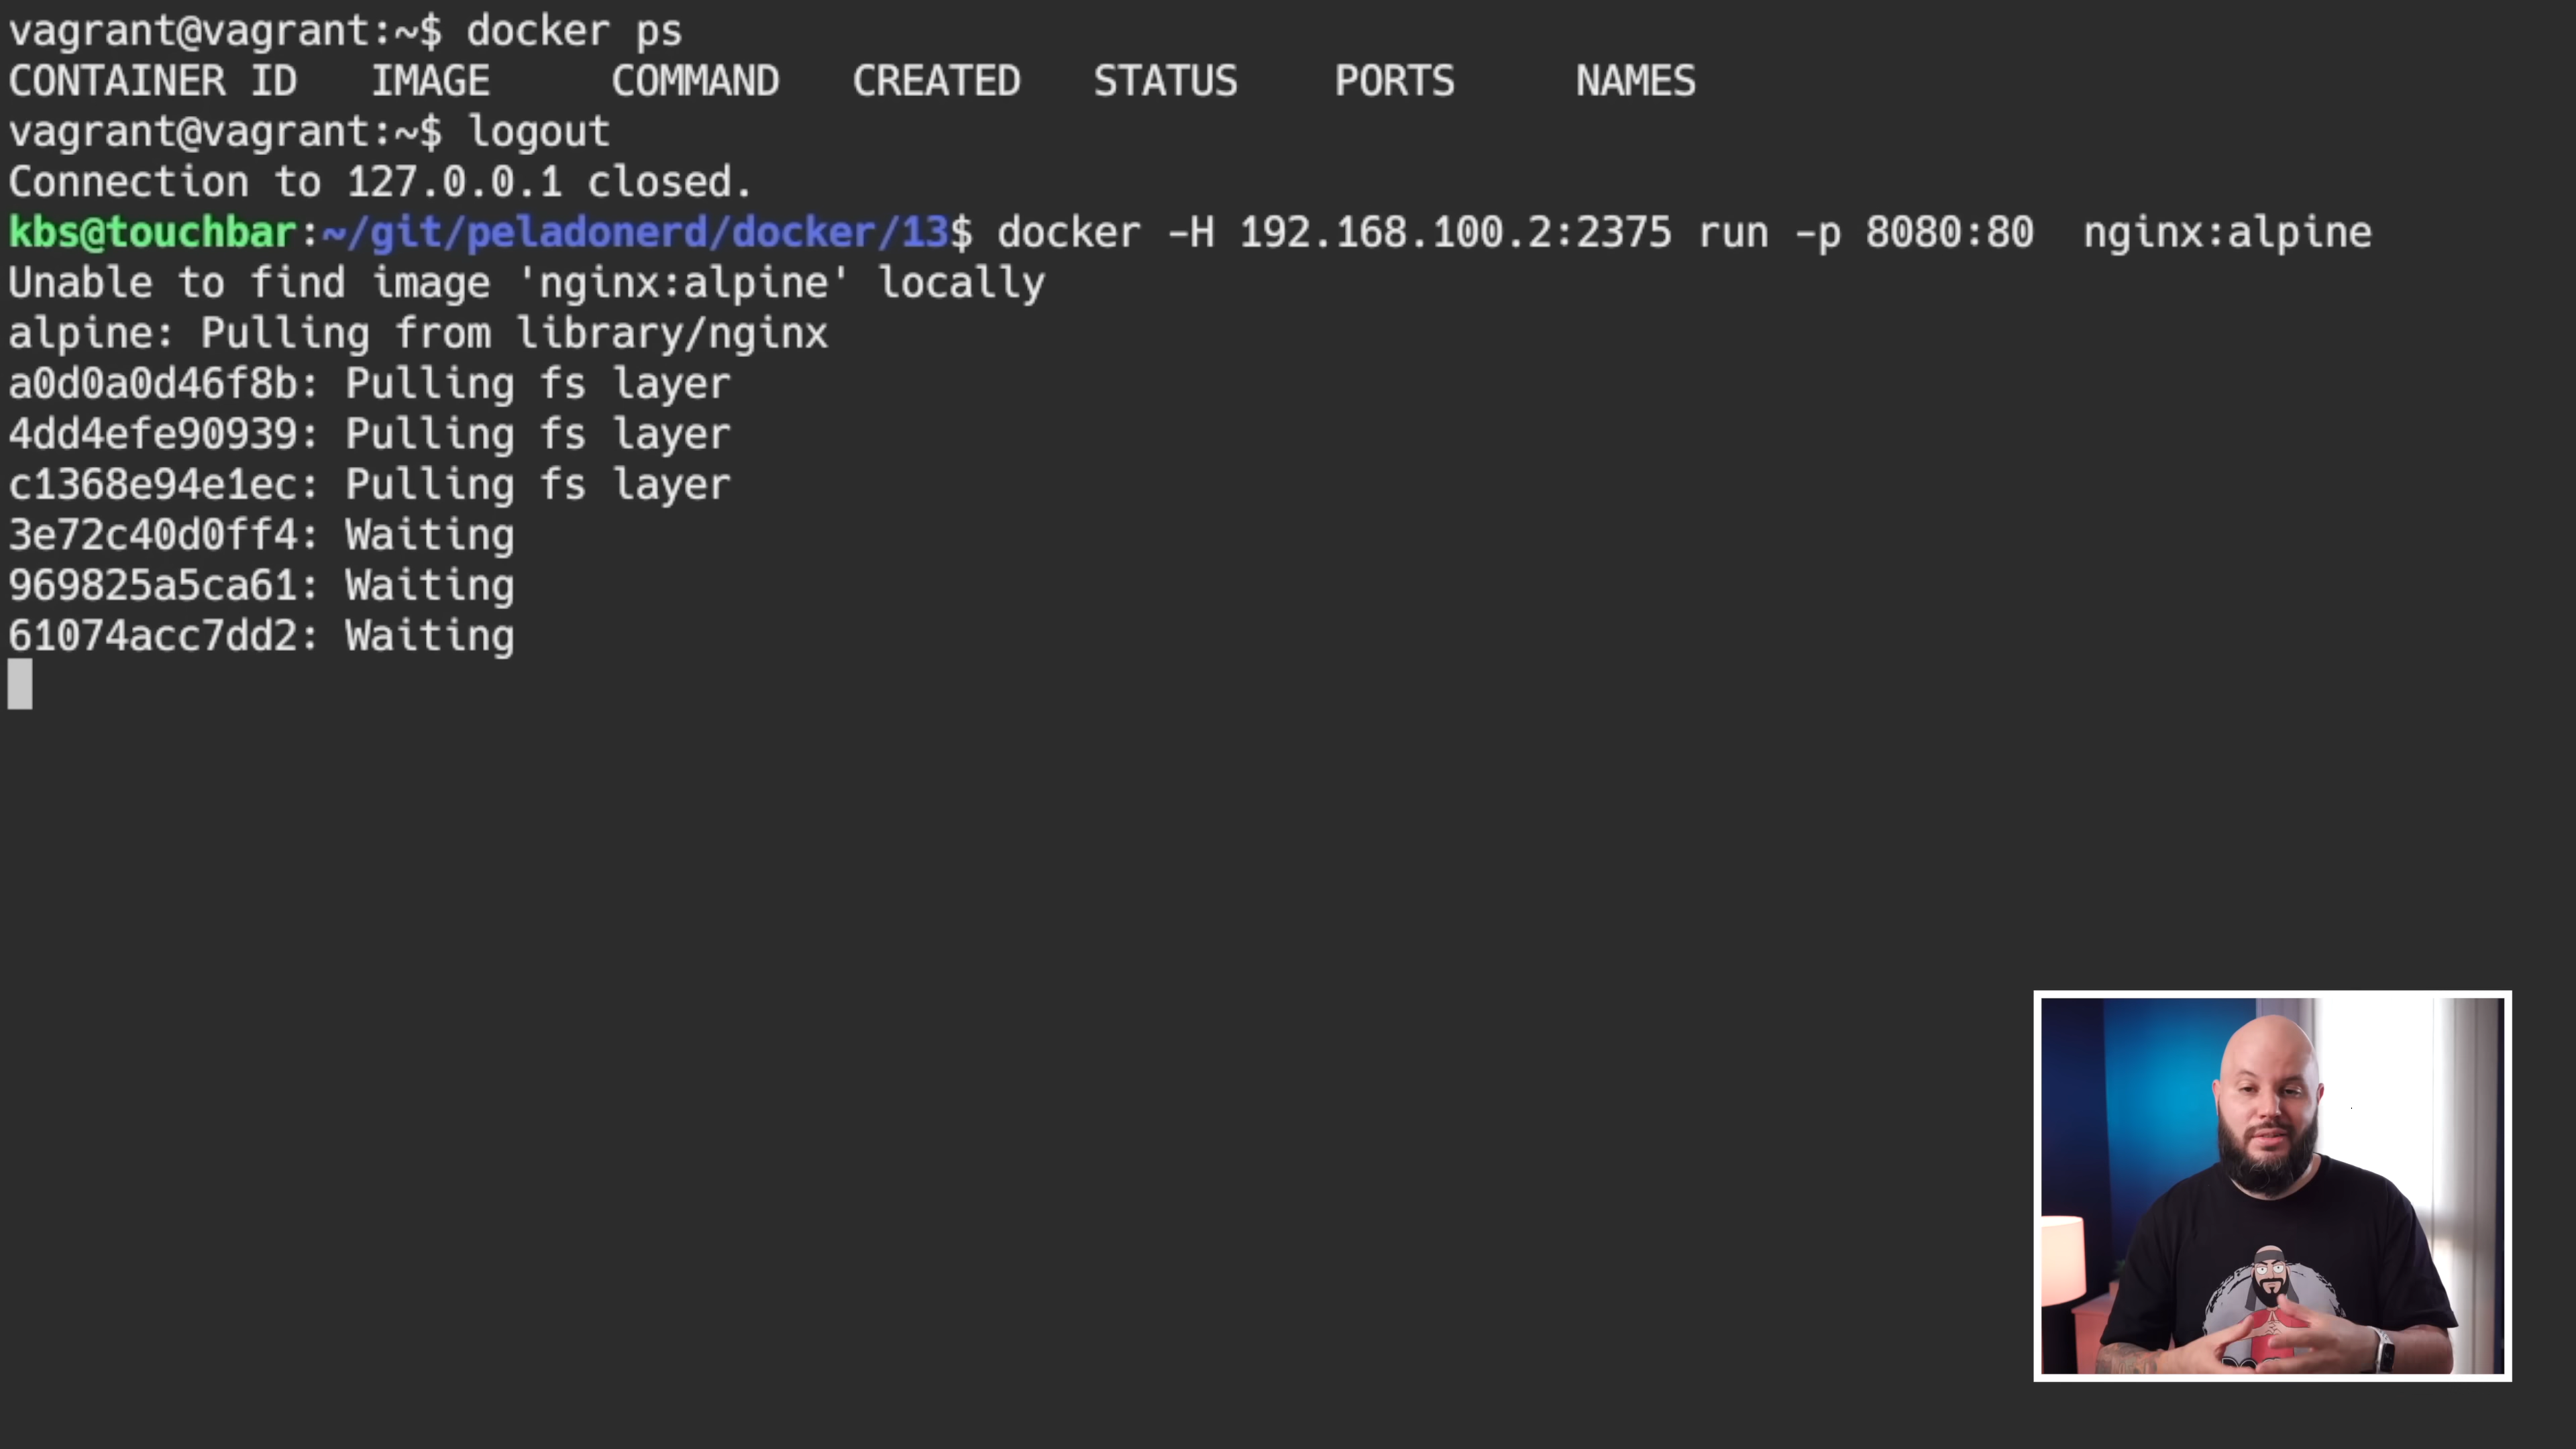 vagrant@vagrant:~$ docker ps
CONTAINER ID   IMAGE     COMMAND   CREATED   STATUS    PORTS     NAMES
vagrant@vagrant:~$ logout
Connection to 127.0.0.1 closed.
kbs@touchbar:~/git/peladonerd/docker/13$ docker -H 192.168.100.2:2375 run -p 8080:80  nginx:alpine
Unable to find image 'nginx:alpine' locally
alpine: Pulling from library/nginx
a0d0a0d46f8b: Pulling fs layer
4dd4efe90939: Pulling fs layer
c1368e94e1ec: Pulling fs layer
3e72c40d0ff4: Waiting
969825a5ca61: Waiting
61074acc7dd2: Waiting